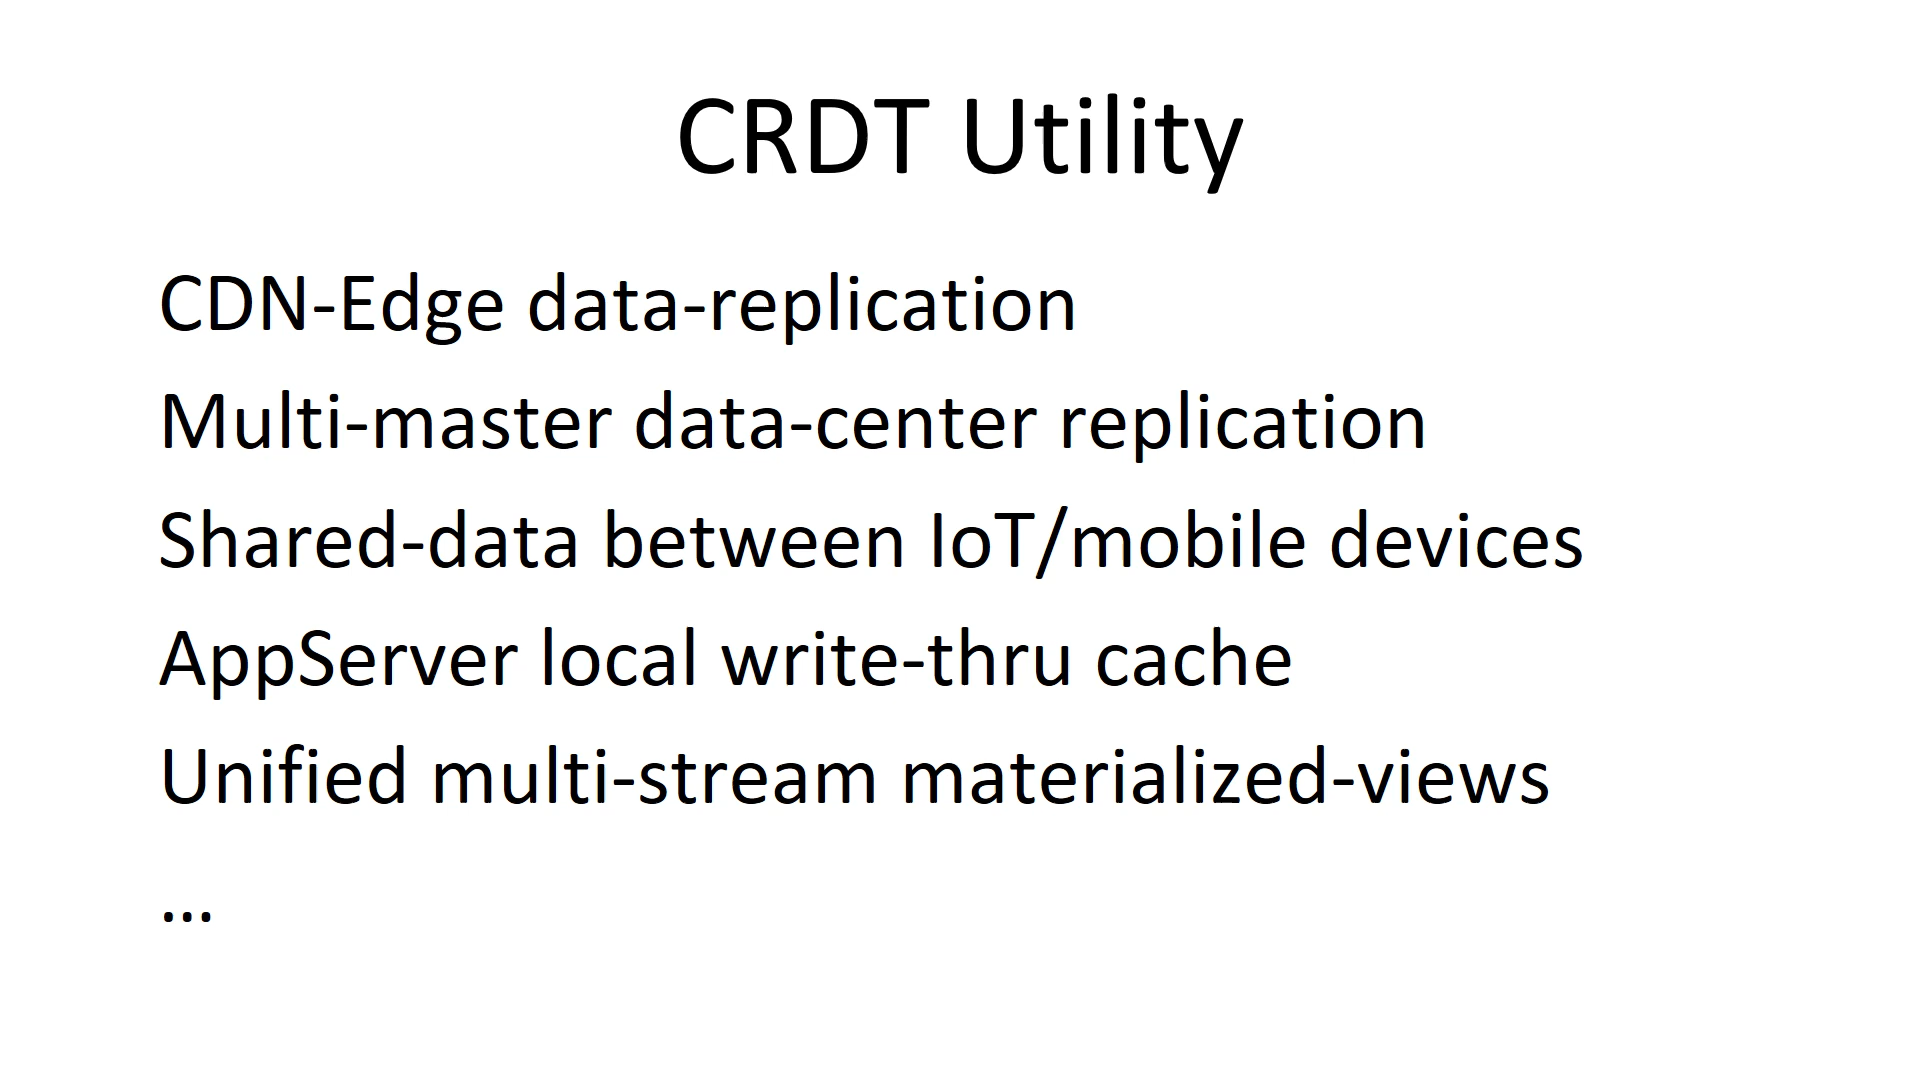 CRDT Utility
CDN-Edge data-replication
Multi-master data-center replication
Shared-data between IoT/mobile devices
AppServer local write-thru cache
Unified multi-stream materialized-views
...